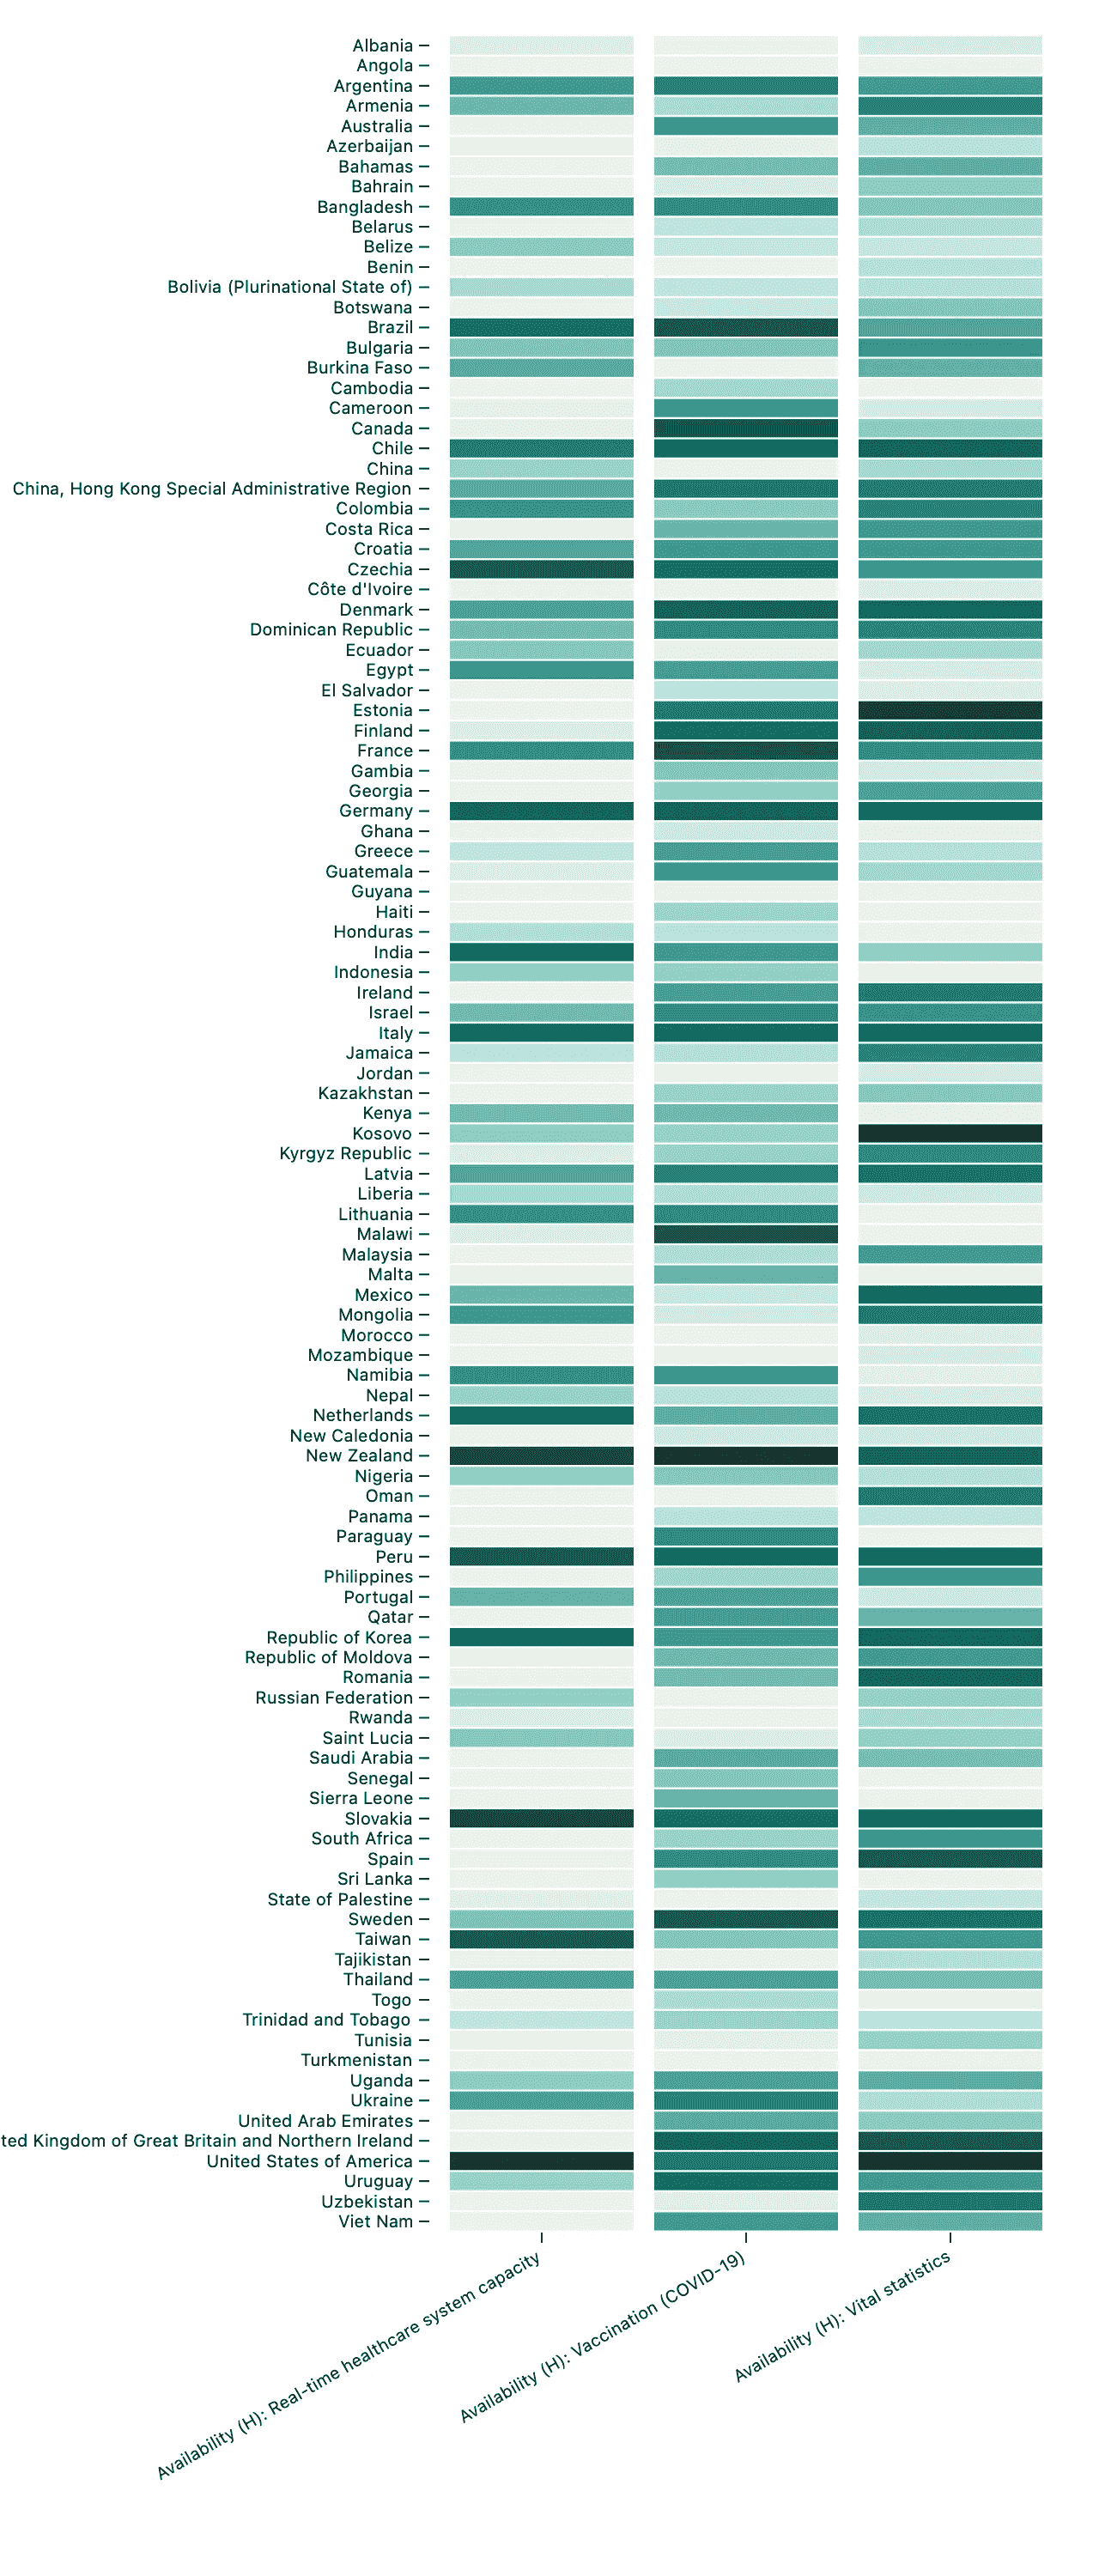 Albania
Angola
Argentina
Armenia
Australia
Azerbaijan
Bahamas
Bahrain
Bangladesh
Belarus
Belize
Benin
Bolivia (Plurinational State of)
Botswana
Brazil
Bulgaria
Burkina Faso
Cambodia
Cameroon
Canada
Chile
China
China, Hong Kong Special Administrative Region
Colombia
Costa Rica
Croatia
Czechia
Côte d'Ivoire
Denmark
Dominican Republic
Ecuador
Egypt
El Salvador
Estonia
Finland
France
Gambia
Georgia
Germany
Ghana
Greece
Guatemala
Guyana
Haiti
Honduras
India
Indonesia
Ireland
Israel
Italy
Jamaica
Jordan
Kazakhstan
Kenya
Kosovo
Kyrgyz Republic
Latvia
Liberia
Lithuania
Malawi
Malaysia
Malta
Mexico
Mongolia
Morocco
Mozambique
Namibia
Nepal
Netherlands
New Caledonia
New Zealand
Nigeria
Oman
Panama
Paraguay
Peru
Philippines
Portugal
Qatar
Republic of Korea
Republic of Moldova
Romania
Russian Federation
Rwanda
Saint Lucia
Saudi Arabia
Senegal
Sierra Leone
Slovakia
South Africa
Spain
Sri Lanka
State of Palestine
Sweden
Taiwan
Tajikistan
Thailand
Togo
Trinidad and Tobago
Tunisia
Turkmenistan
Uganda
Ukraine
United Arab Emirates
ted Kingdom of Great Britain and Northern Ireland
United States of America
Uruguay
Uzbekistan
Viet Nam
Availability (H): Real-time healthcare system capacity
Availability (H): Vaccination (COVID-19)
Availability (H): Vital statistics